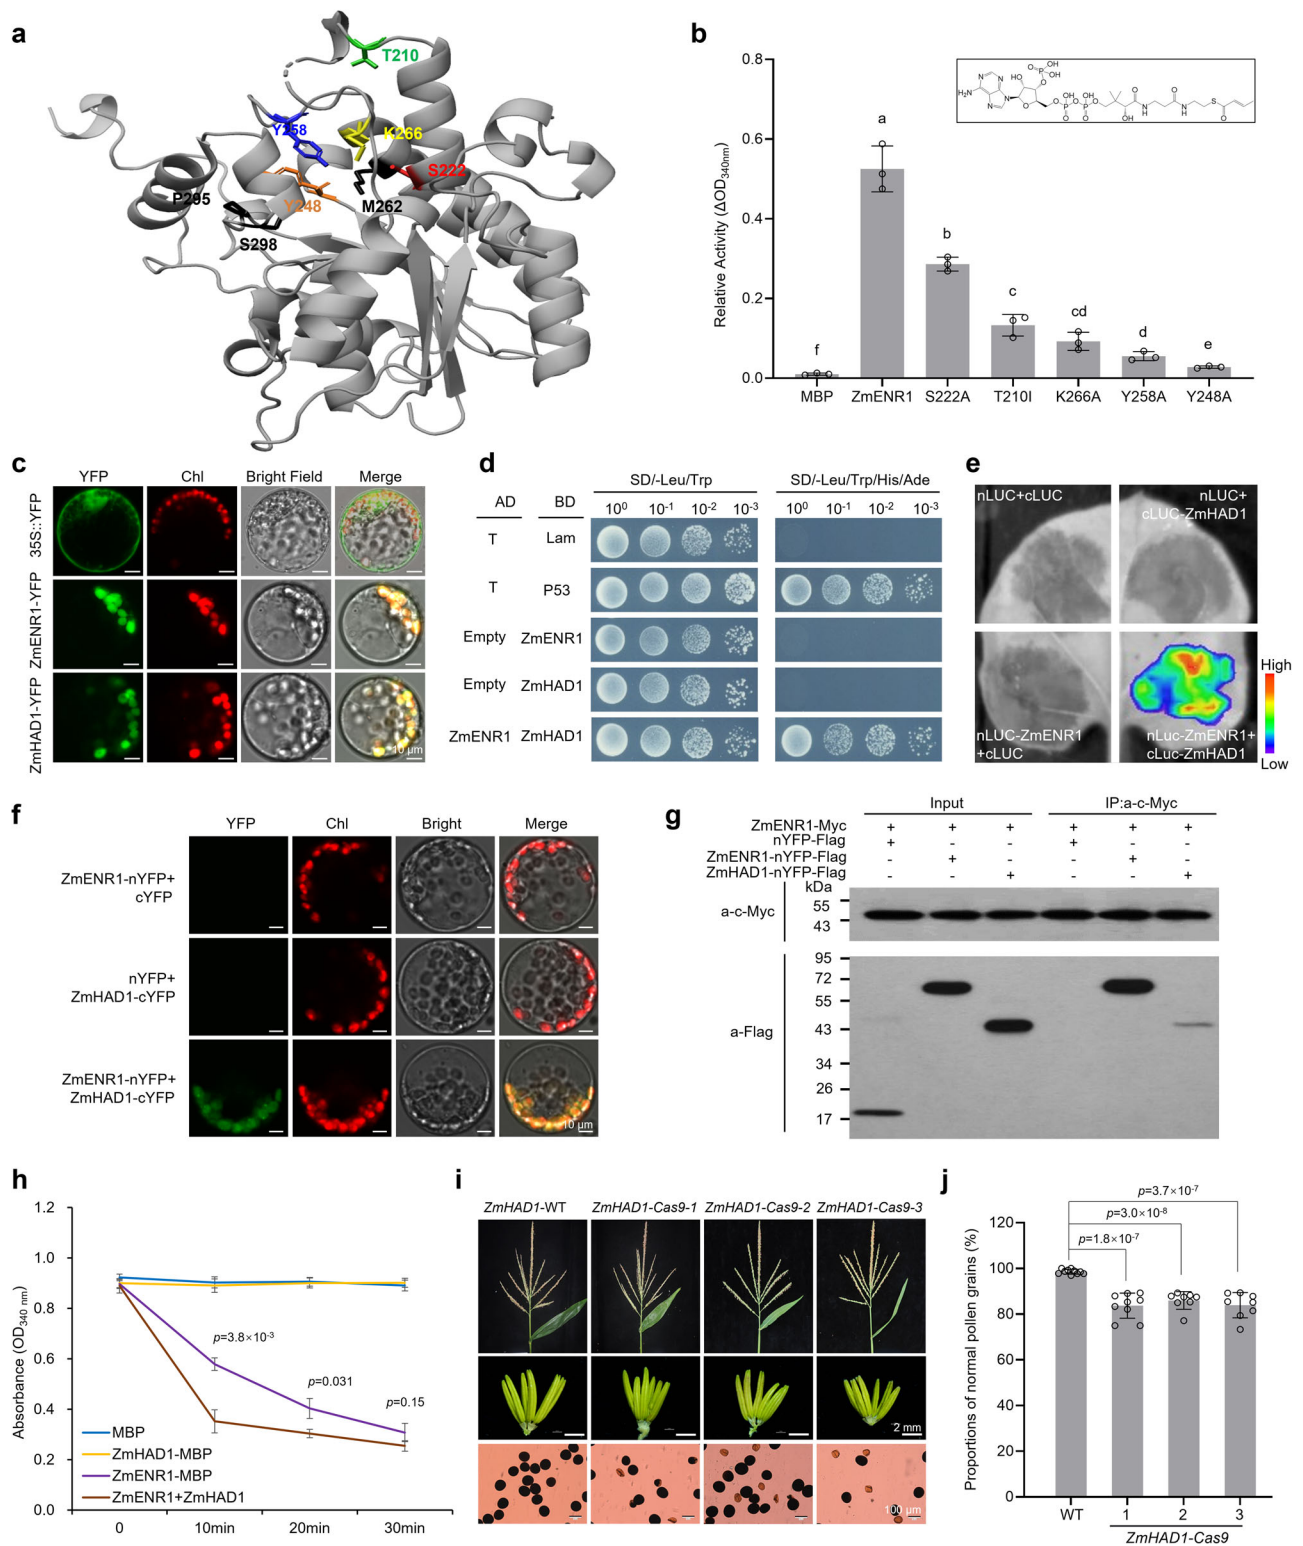 a
T210
Y258
K266
S222
P295
Y248
M262
S298
b
0.8
0.6
0.4
0.2
0.0
Relative Activity (ΔOD340nm)
a
b
c
cd
d
e
f
MBP ZmENR1 S222A T210I K266A Y258A Y248A
H2N
N
N
N
N
O
OH
HO
O
P
OH
OH
O
O
P
OH
O
P
OH
O
O
OH
O
N
H
O
N
H
S
O
c
YFP Chl Bright Field Merge
35S::YFP
ZmENR1-YFP
ZmHAD1-YFP
10 μm
d
SD/-Leu/Trp SD/-Leu/Trp/His/Ade
AD BD 10⁰ 10⁻¹ 10⁻² 10⁻³ 10⁰ 10⁻¹ 10⁻² 10⁻³
T Lam
T P53
Empty ZmENR1
Empty ZmHAD1
ZmENR1 ZmHAD1
e
nLUC+cLUC
nLUC+
cLUC-ZmHAD1
nLUC-ZmENR1
+cLUC
nLuc-ZmENR1+
cLuc-ZmHAD1
High
Low
f
YFP Chl Bright Merge
ZmENR1-nYFP+
cYFP
nYFP+
ZmHAD1-cYFP
ZmENR1-nYFP+
ZmHAD1-cYFP
10 μm
g
Input IP:a-c-Myc
ZmENR1-Myc + + + + + +
nYFP-Flag + - - + - -
ZmENR1-nYFP-Flag - + - - + -
ZmHAD1-nYFP-Flag - - + - - +
kDa
a-c-Myc
55
43
a-Flag
95
72
55
43
34
26
17
h
1.2
1.0
0.8
0.6
0.4
0.2
0.0
Absorbance (OD340 nm)
p=3.8×10⁻³
p=0.031
p=0.15
MBP
ZmHAD1-MBP
ZmENR1-MBP
ZmENR1+ZmHAD1
0 10min 20min 30min
i
ZmHAD1-WT ZmHAD1-Cas9-1 ZmHAD1-Cas9-2 ZmHAD1-Cas9-3
2 mm
100 μm
j
p=3.7×10⁻⁷
p=3.0×10⁻⁸
p=1.8×10⁻⁷
120
100
80
60
40
20
0
Proportions of normal pollen grains (%)
WT 1 2 3
ZmHAD1-Cas9